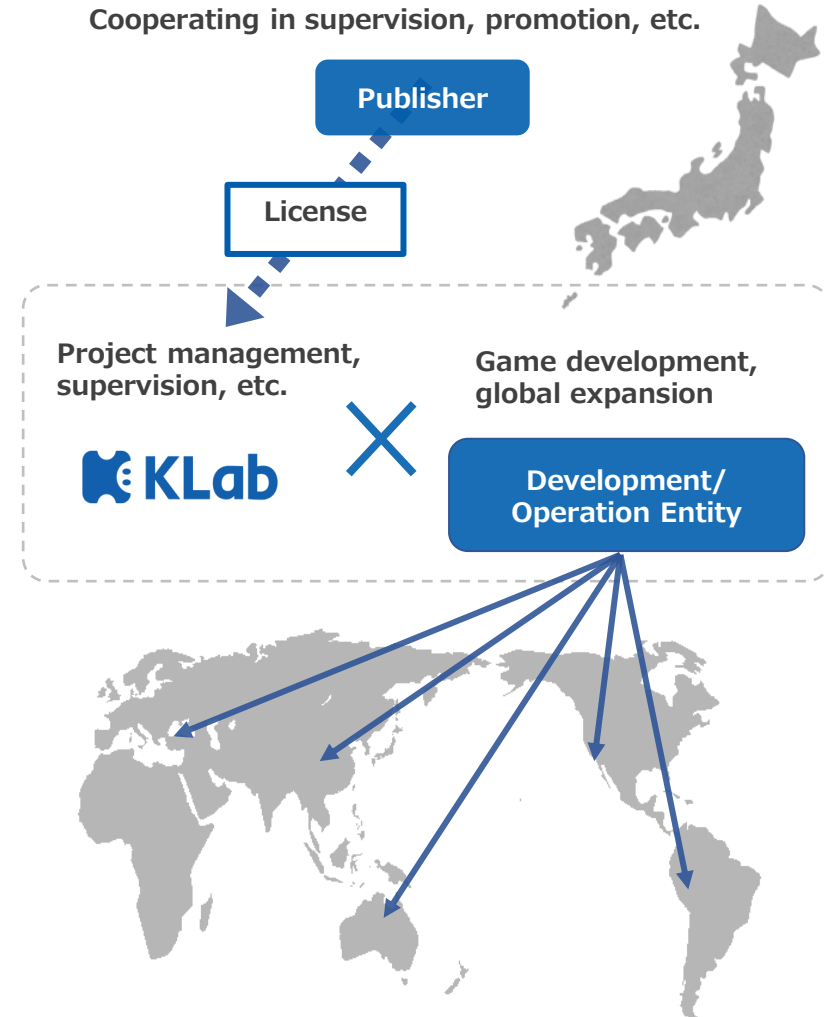 Cooperating in supervision, promotion, etc.
Publisher
License
Project management,
supervision, etc.
Game development,
global expansion
KLab
Development/
Operation Entity